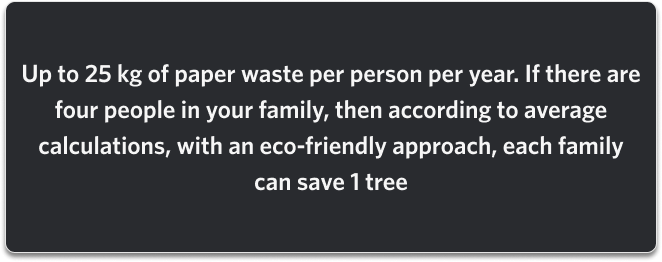 Up to 25 kg of paper waste per person per year. If there are
four people in your family, then according to average
calculations, with an eco-friendly approach, each family
can save 1 tree